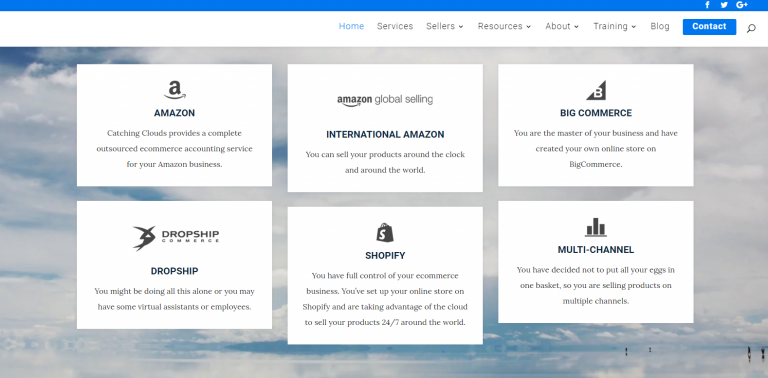 Home Services Sellers Resources About Training Blog Contact
a
AMAZON
Catching Clouds provides a complete
outsourced ecommerce accounting service
for your Amazon business.
amazon global selling
INTERNATIONAL AMAZON
You can sell your products around the clock
and around the world.
B
BIG COMMERCE
You are the master of your business and have
created your own online store on
BigCommerce.
DROPSHIP
COMMERCE
DROPSHIP
You might be doing all this alone or you may
have some virtual assistants or employees.
S
SHOPIFY
You have full control of your ecommerce
business. You've set up your online store on
Shopify and are taking advantage of the cloud
to sell your products 24/7 around the world.
MULTI-CHANNEL
You have decided not to put all your eggs in
one basket, so you are selling products on
multiple channels.